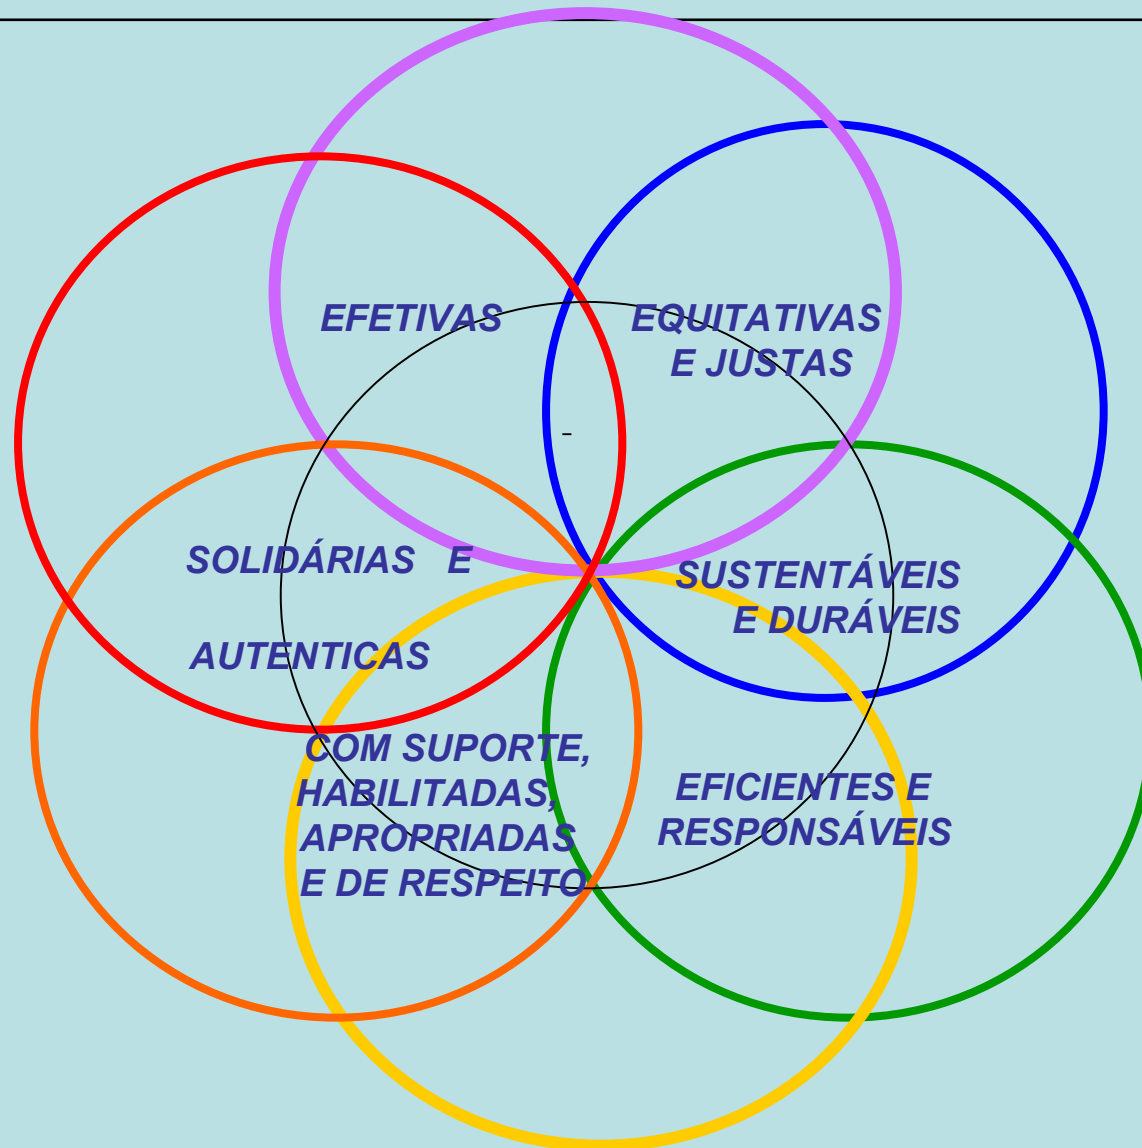 EFETIVAS
EQUITATIVAS
E JUSTAS
-
SOLIDÁRIAS E
AUTENTICAS
SUSTENTÁVEIS
E DURÁVEIS
COM SUPORTE,
HABILITADAS,
APROPRIADAS
E DE RESPEITO
EFICIENTES E
RESPONSÁVEIS